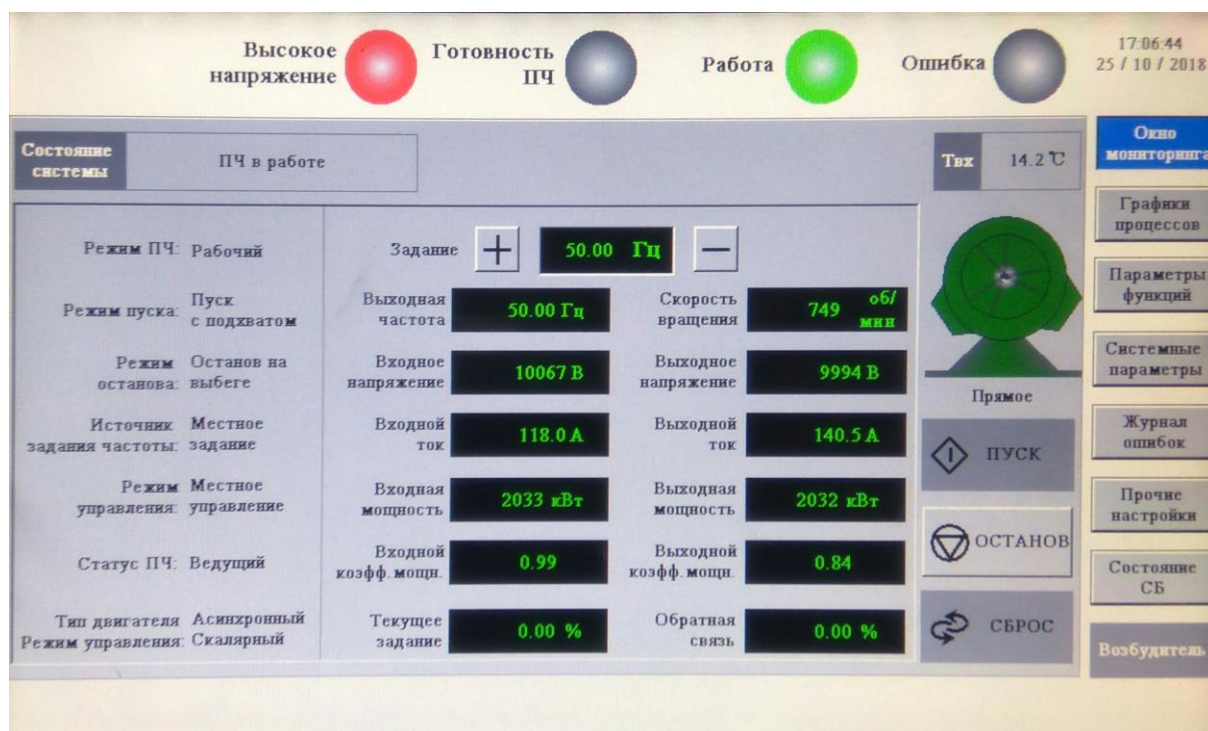 Высокое
напряжение
Готовность
ПЧ
Работа
Ошибка
17:06:44
25 / 10 / 2018
Состояние
системы
ПЧ в работе
Твх
14.2 ℃
Окно
мониторинга
Графики
процессов
Параметры
функций
Системные
параметры
Журнал
ошибок
Прочие
настройки
Состояние
СБ
Возбудитель
Режим ПЧ: Рабочий
Режим пуска: Пуск
с подхватом
Режим
останова: Останов на
выбеге
Источник
задания частоты: Местное
задание
Режим
управления: Местное
управление
Статус ПЧ: Ведущий
Тип двигателя Асинхронный
Режим управления: Скалярный
Задание + 50.00 Гц −
Выходная
частота
50.00 Гц
Скорость
вращения
749 об/
мин
Входное
напряжение
10067 В
Выходное
напряжение
9994 В
Входной
ток
118.0 А
Выходной
ток
140.5 А
Входная
мощность
2033 кВт
Выходная
мощность
2032 кВт
Входной
коэфф. мощн.
0.99
Выходной
коэфф. мощн.
0.84
Текущее
задание
0.00 %
Обратная
связь
0.00 %
Прямое
ПУСК
ОСТАНОВ
СБРОС